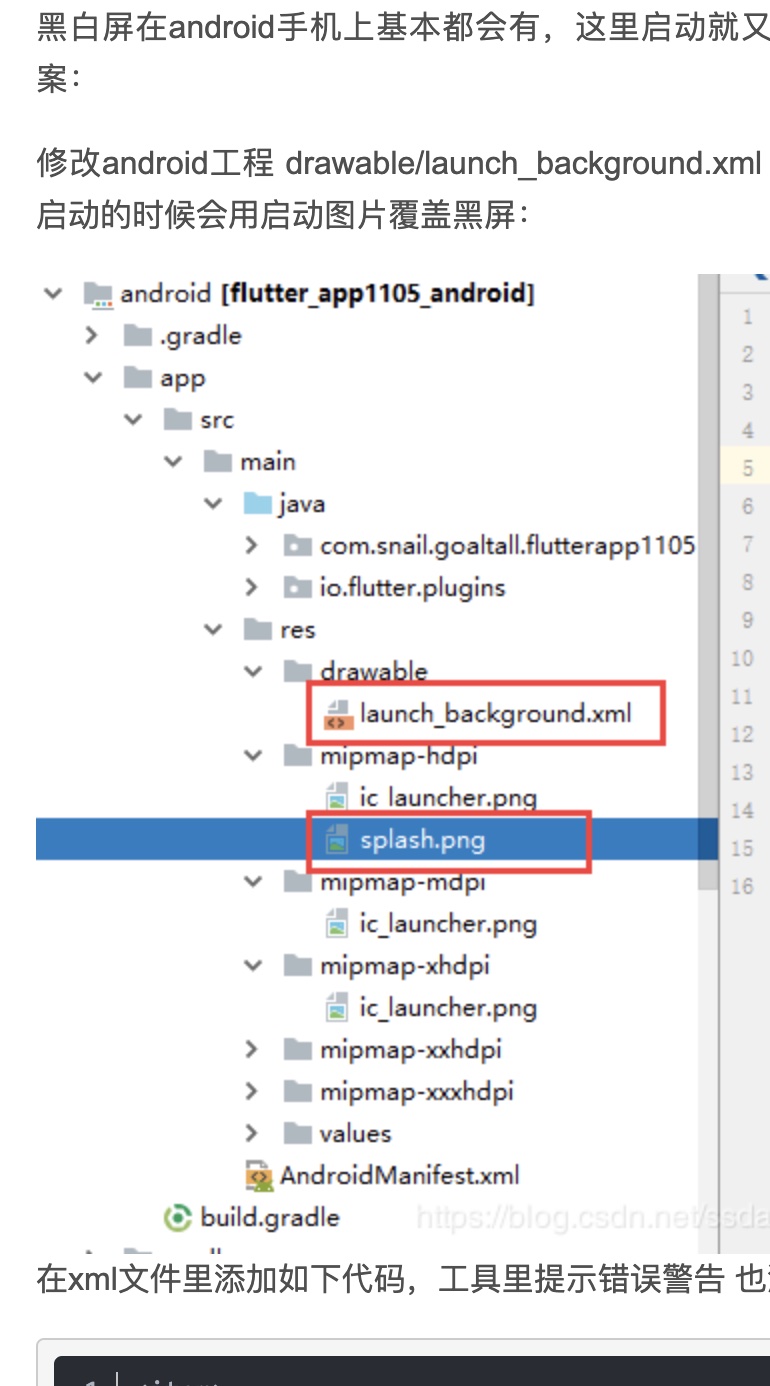 黑白屏在android手机上基本都会有，这里启动就又
案：
修改android工程 drawable/launch_background.xml
启动的时候会用启动图片覆盖黑屏：
android [flutter_app1105_android]
.gradle
app
src
main
java
com.snail.goaltall.flutterapp1105
io.flutter.plugins
res
drawable
launch_background.xml
mipmap-hdpi
ic_launcher.png
splash.png
mipmap-mdpi
ic_launcher.png
mipmap-xhdpi
ic_launcher.png
mipmap-xxhdpi
mipmap-xxxhdpi
values
AndroidManifest.xml
build.gradle
1
2
3
4
5
6
7
8
9
10
11
12
13
14
15
16
https://blog.csdn.net/ssda
在xml文件里添加如下代码，工具里提示错误警告 也